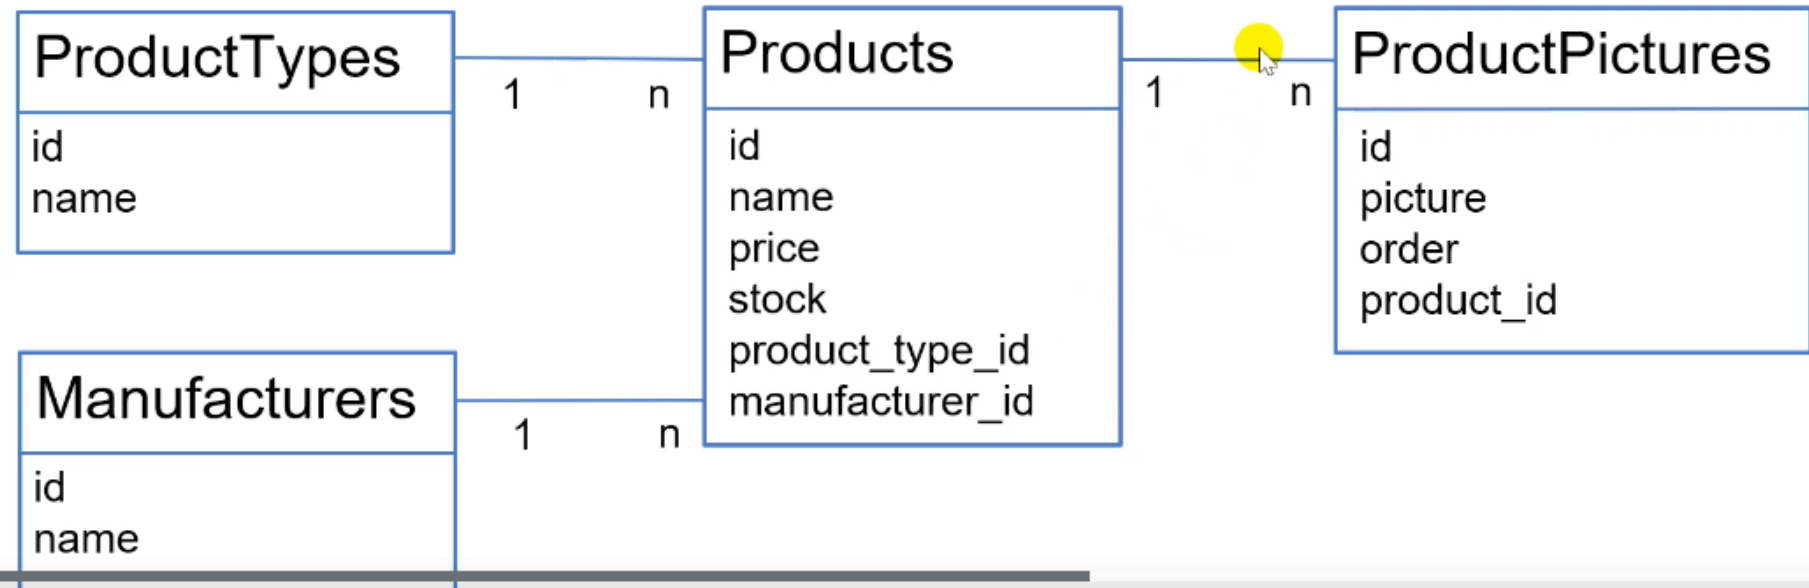 ProductTypes
1
n
id
name
Products
1
n
id
name
price
stock
product_type_id
manufacturer_id
ProductPictures
id
picture
order
product_id
Manufacturers
1
n
id
name